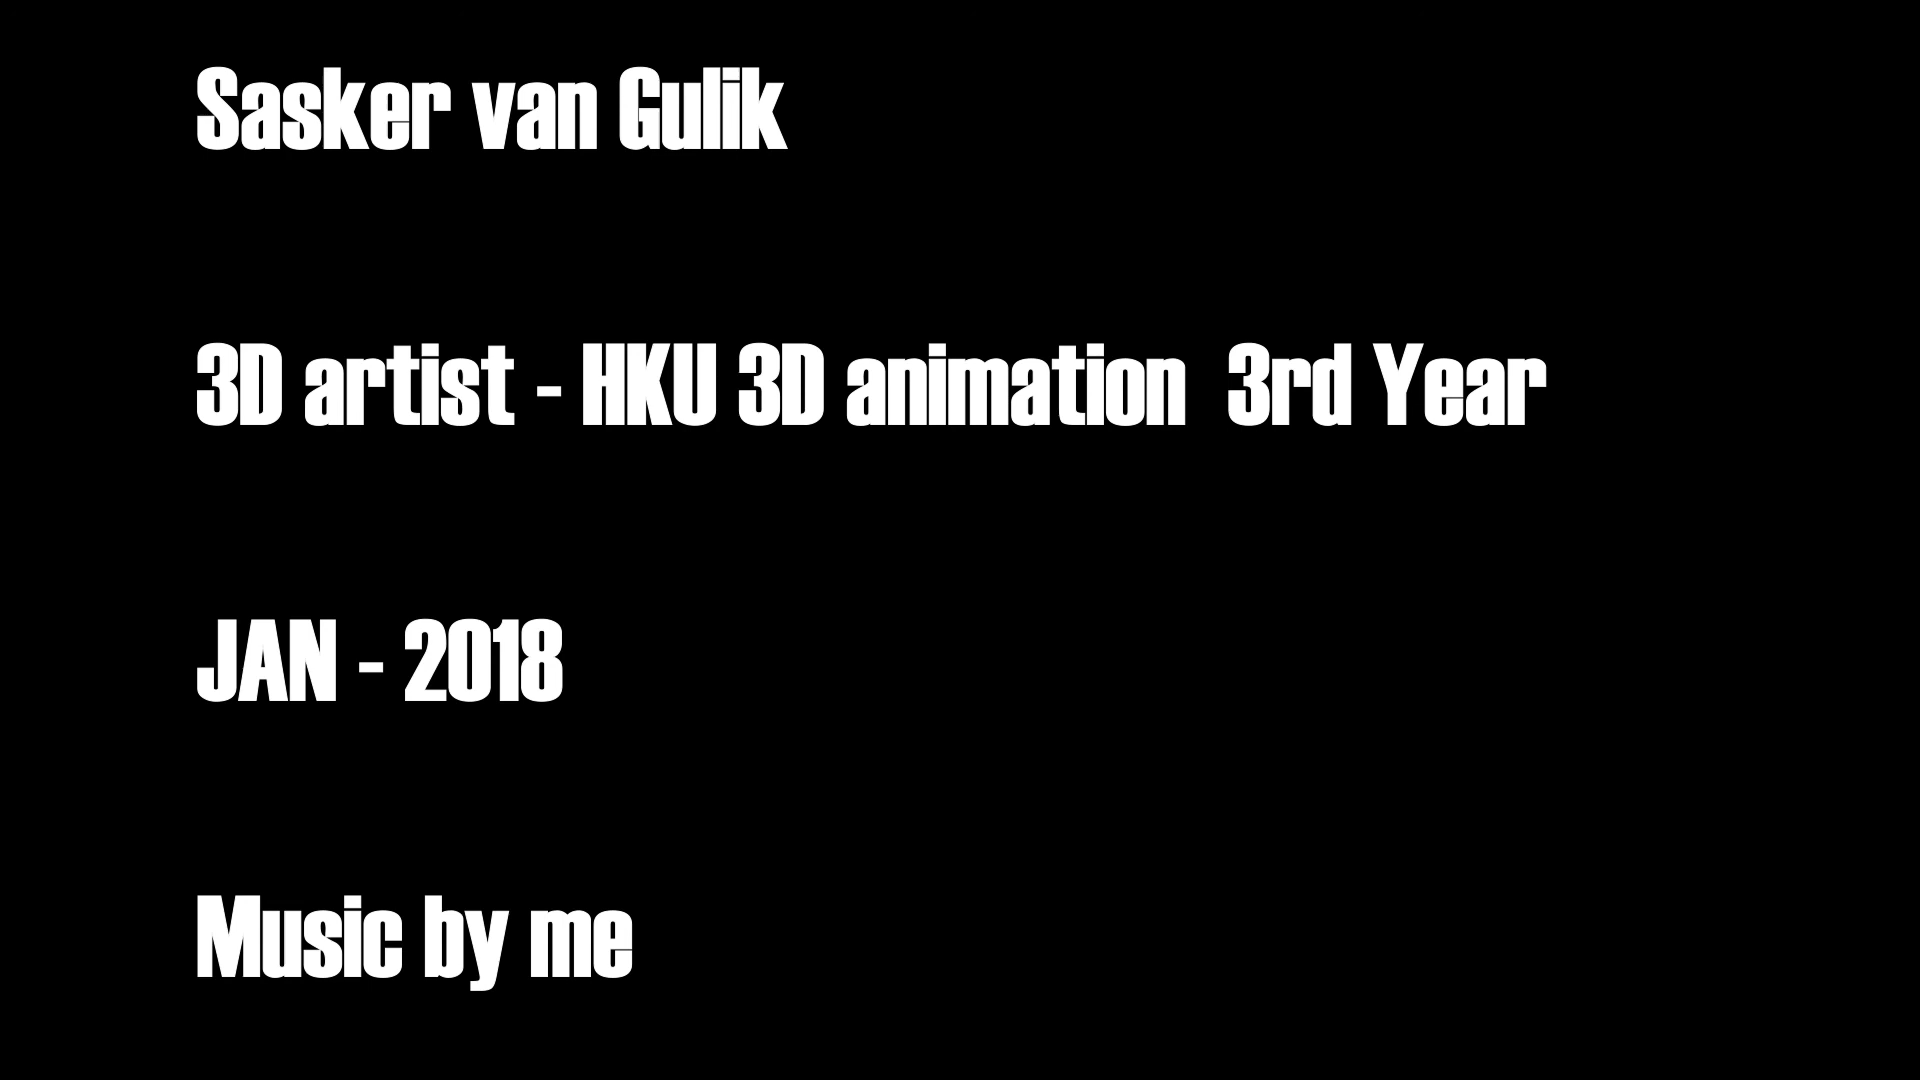 Sasker van Gulik
3D artist - HKU 3D animation  3rd Year
JAN - 2018
Music by me